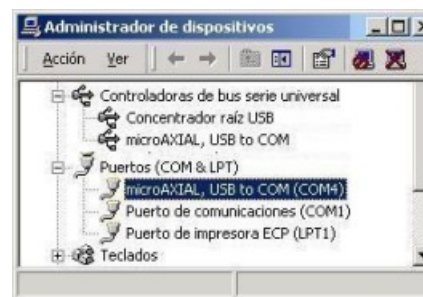 Administrador de dispositivos
Acción Ver
Controladoras de bus serie universal
Concentrador raíz USB
microAXIAL, USB to COM
Puertos (COM & LPT)
microAXIAL, USB to COM (COM4)
Puerto de comunicaciones (COM1)
Puerto de impresora ECP (LPT1)
Teclados